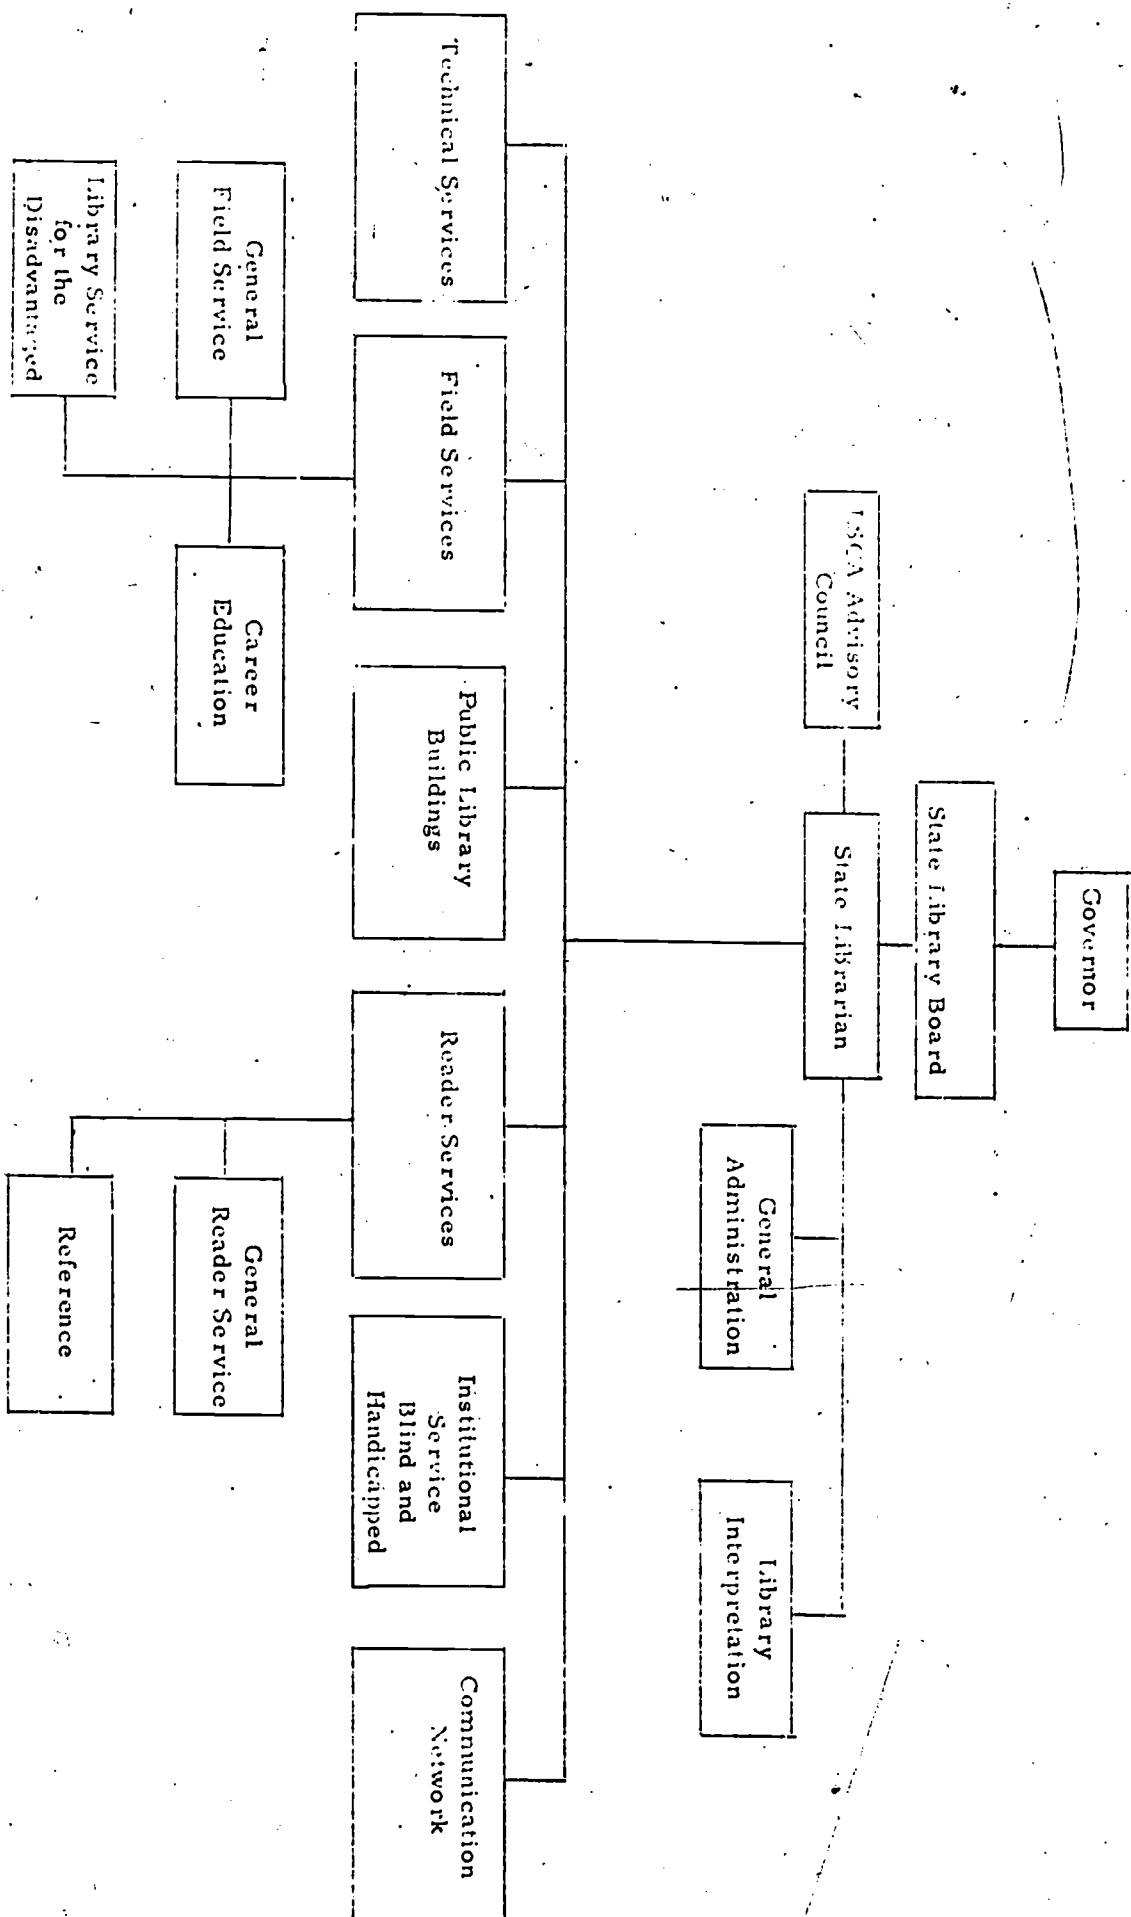 Governor
State Library Board
LSCA Advisory
Council
State Librarian
General
Administration
Library
Interpretation
Technical Services
Field Services
Public Library
Buildings
Reader Services
Institutional
Service
Blind and
Handicapped
Communication
Network
General
Field Service
Career
Education
General
Reader Service
Library Service
for the
Disadvantaged
Reference